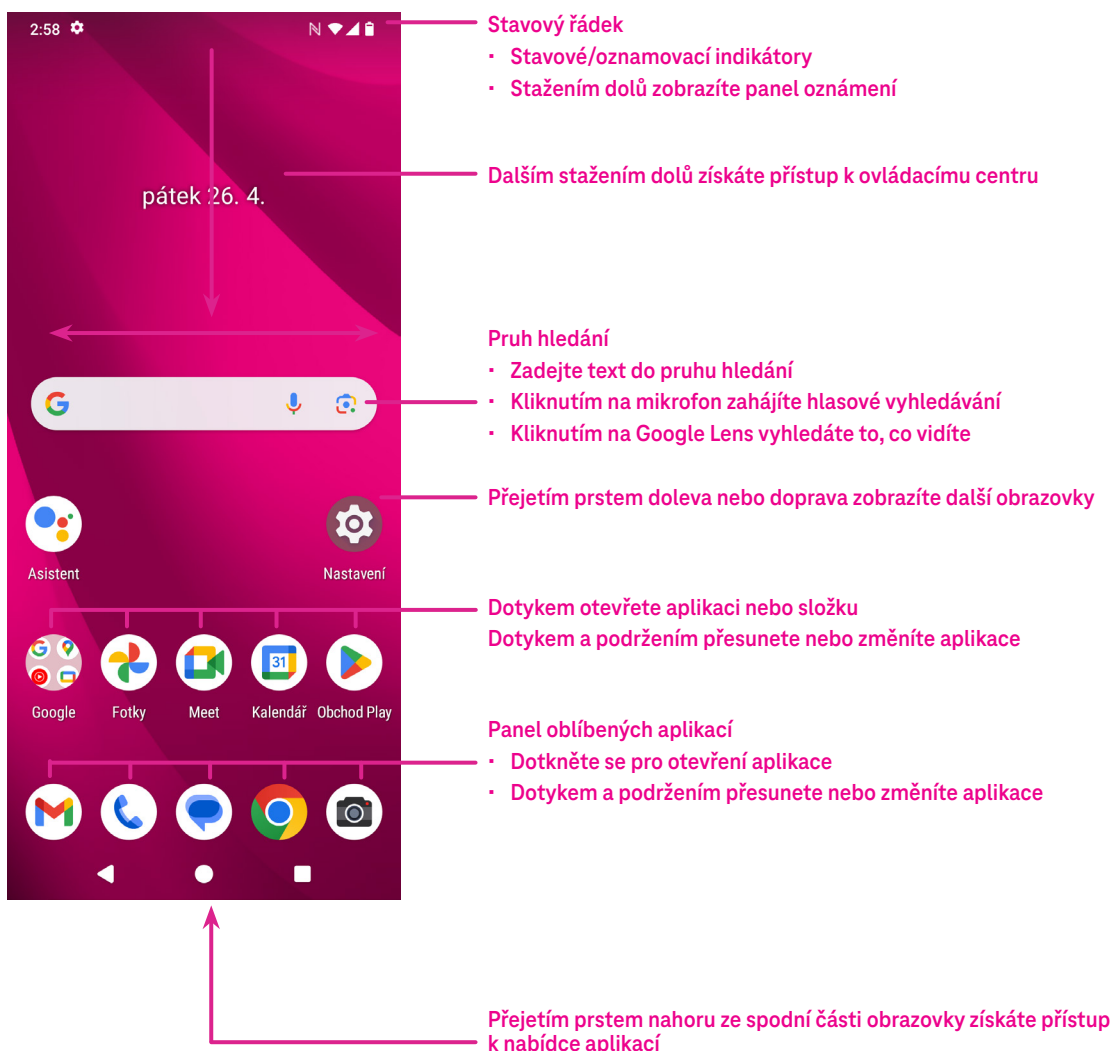 2:58
pátek 26. 4.
Asistent
Nastavení
Google Fotky Meet Kalendář Obchod Play
31
Stavový řádek
· Stavové/oznamovací indikátory
· Stažením dolů zobrazíte panel oznámení
Dalším stažením dolů získáte přístup k ovládacímu centru
Pruh hledání
· Zadejte text do pruhu hledání
· Kliknutím na mikrofon zahájíte hlasové vyhledávání
· Kliknutím na Google Lens vyhledáte to, co vidíte
Přejetím prstem doleva nebo doprava zobrazíte další obrazovky
Dotykem otevřete aplikaci nebo složku
Dotykem a podržením přesunete nebo změníte aplikace
Panel oblíbených aplikací
· Dotkněte se pro otevření aplikace
· Dotykem a podržením přesunete nebo změníte aplikace
Přejetím prstem nahoru ze spodní části obrazovky získáte přístup
k nabídce aplikací